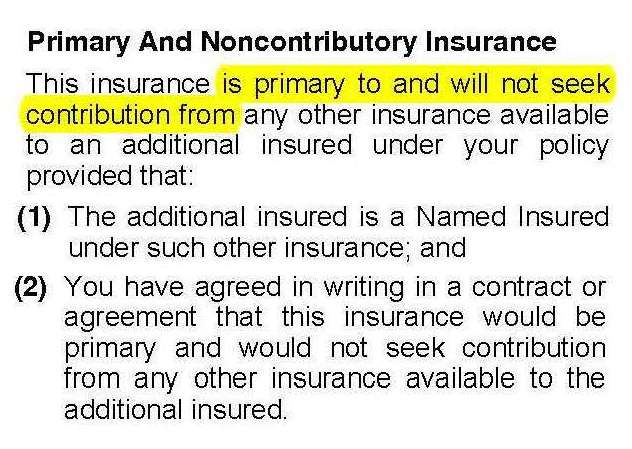 Primary And Noncontributory Insurance
This insurance is primary to and will not seek
contribution from any other insurance available
to an additional insured under your policy
provided that:
(1) The additional insured is a Named Insured
under such other insurance; and
(2) You have agreed in writing in a contract or
agreement that this insurance would be
primary and would not seek contribution
from any other insurance available to the
additional insured.